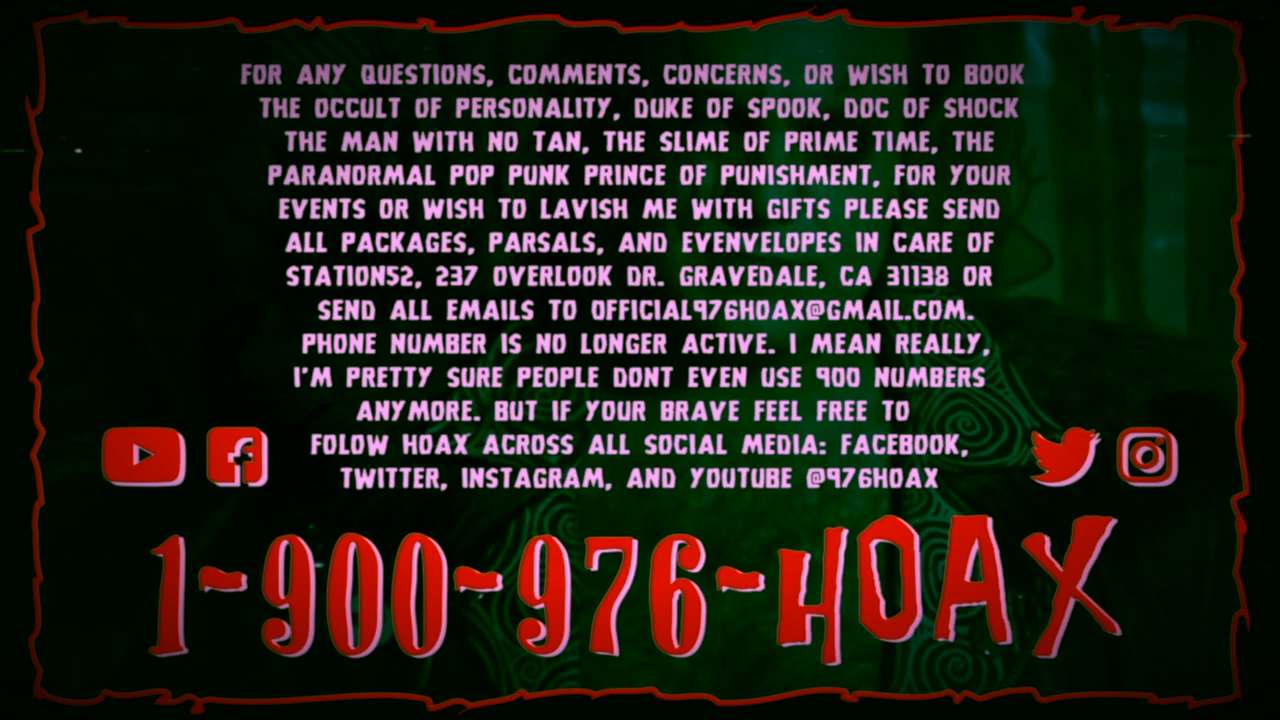 FOR ANY QUESTIONS, COMMENTS, CONCERNS, OR WISH TO BOOK
THE OCCULT OF PERSONALITY, DUKE OF SPOOK, DOC OF SHOCK
THE MAN WITH NO TAN, THE SLIME OF PRIME TIME, THE
PARANORMAL POP PUNK PRINCE OF PUNISHMENT, FOR YOUR
EVENTS OR WISH TO LAVISH ME WITH GIFTS PLEASE SEND
ALL PACKAGES, PARSALS, AND EVENVELOPES IN CARE OF
STATION52, 237 OVERLOOK DR. GRAVEDALE, CA 31138 OR
SEND ALL EMAILS TO OFFICIAL976HOAX@GMAIL.COM.
PHONE NUMBER IS NO LONGER ACTIVE. I MEAN REALLY,
I'M PRETTY SURE PEOPLE DONT EVEN USE 900 NUMBERS
ANYMORE. BUT IF YOUR BRAVE FEEL FREE TO
FOLOW HOAX ACROSS ALL SOCIAL MEDIA: FACEBOOK,
TWITTER, INSTAGRAM, AND YOUTUBE @976HOAX
1-900-976-HOAX